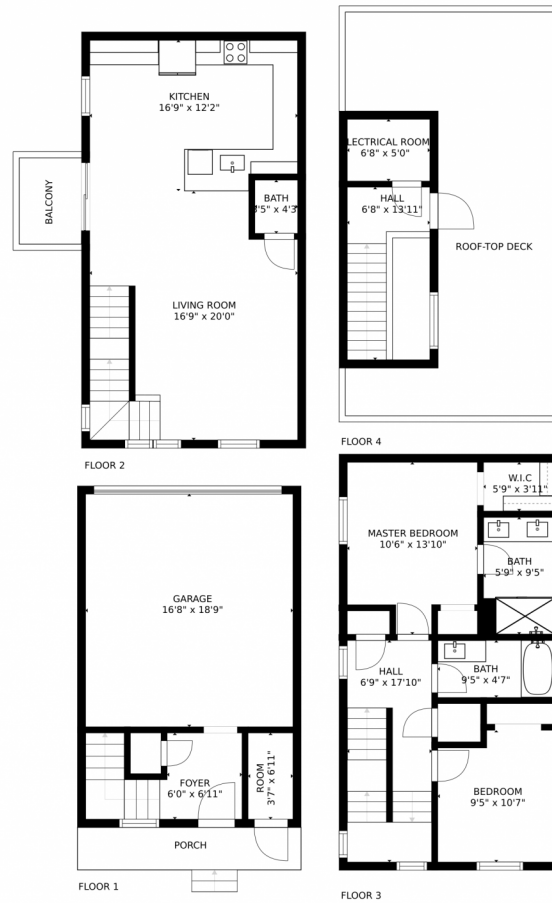 KITCHEN
16'9" x 12'2"
BALCONY
BATH
3'5" x 4'3
LIVING ROOM
16'9" x 20'0"
FLOOR 2
LECTRICAL ROOM
6'8" x 5'0"
HALL
6'8" x 13'11"
ROOF-TOP DECK
FLOOR 4
GARAGE
16'8" x 18'9"
FOYER
6'0" x 6'11"
ROOM
3'7" x 6'11"
PORCH
FLOOR 1
W.I.C
5'9" x 3'11"
MASTER BEDROOM
10'6" x 13'10"
BATH
5'9" x 9'5"
HALL
6'9" x 17'10"
BATH
9'5" x 4'7"
BEDROOM
9'5" x 10'7"
FLOOR 3